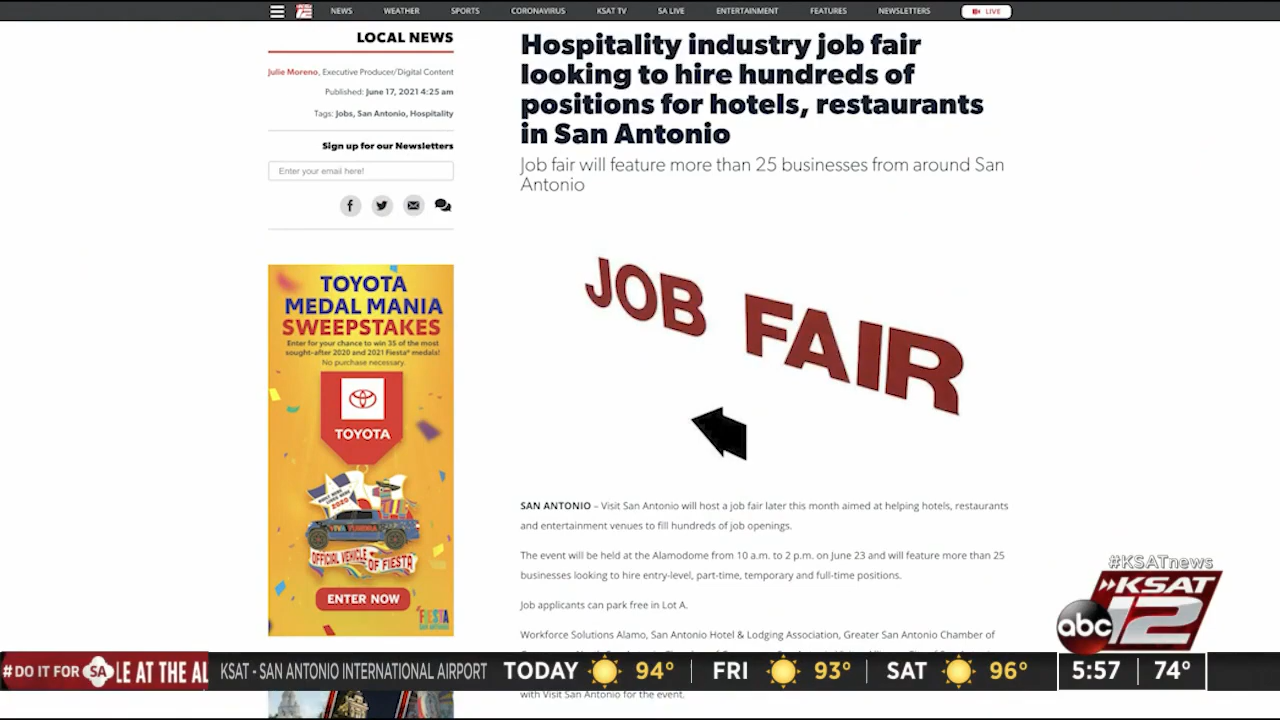 NEWS WEATHER SPORTS CORONAVIRUS KSAT TV SA LIVE ENTERTAINMENT FEATURES NEWSLETTERS LIVE
LOCAL NEWS
Julie Moreno, Executive Producer/Digital Content
Published: June 17, 2021 4:25 am
Tags: Jobs, San Antonio, Hospitality
Sign up for our Newsletters
Enter your email here!
TOYOTA
MEDAL MANIA
SWEEPSTAKES
Enter for your chance to win 35 of the most
sought-after 2020 and 2021 Fiesta® medals!
No purchase necessary.
TOYOTA
2020
VIVA TUNDRA
OFFICIAL VEHICLE OF FIESTA
ENTER NOW
FIESTA
SAN ANTONIO
Hospitality industry job fair
looking to hire hundreds of
positions for hotels, restaurants
in San Antonio
Job fair will feature more than 25 businesses from around San
Antonio
JOB FAIR
SAN ANTONIO – Visit San Antonio will host a job fair later this month aimed at helping hotels, restaurants
and entertainment venues to fill hundreds of job openings.
The event will be held at the Alamodome from 10 a.m. to 2 p.m. on June 23 and will feature more than 25
businesses looking to hire entry-level, part-time, temporary and full-time positions.
Job applicants can park free in Lot A.
Workforce Solutions Alamo, San Antonio Hotel & Lodging Association, Greater San Antonio Chamber of
with Visit San Antonio for the event.
#KSATnews
KSAT
abc 12
#DO IT FOR SA LE AT THE AL KSAT - SAN ANTONIO INTERNATIONAL AIRPORT TODAY 94° FRI 93° SAT 96° 5:57 74°